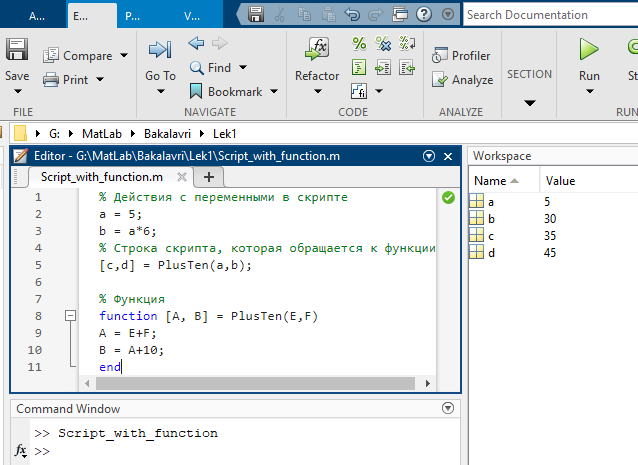 A...
E...
P...
V...
Search Documentation
Save
Compare
Print
Go To
Find
Bookmark
Refactor
fx
Profiler
Analyze
SECTION
Run
St
FILE
NAVIGATE
CODE
ANALYZE
RUN
G: MatLab Bakalavri Lek1
Editor - G:\MatLab\Bakalavri\Lek1\Script_with_function.m
Script_with_function.m
1 % Действия с переменными в скрипте
2 a = 5;
3 b = a*6;
4 % Строка скрипта, которая обращается к функции
5 [c,d] = PlusTen(a,b);
6
7 % Функция
8 function [A, B] = PlusTen(E,F)
9 A = E+F;
10 B = A+10;
11 end
Workspace
Name Value
a 5
b 30
c 35
d 45
Command Window
>> Script_with_function
fx >>